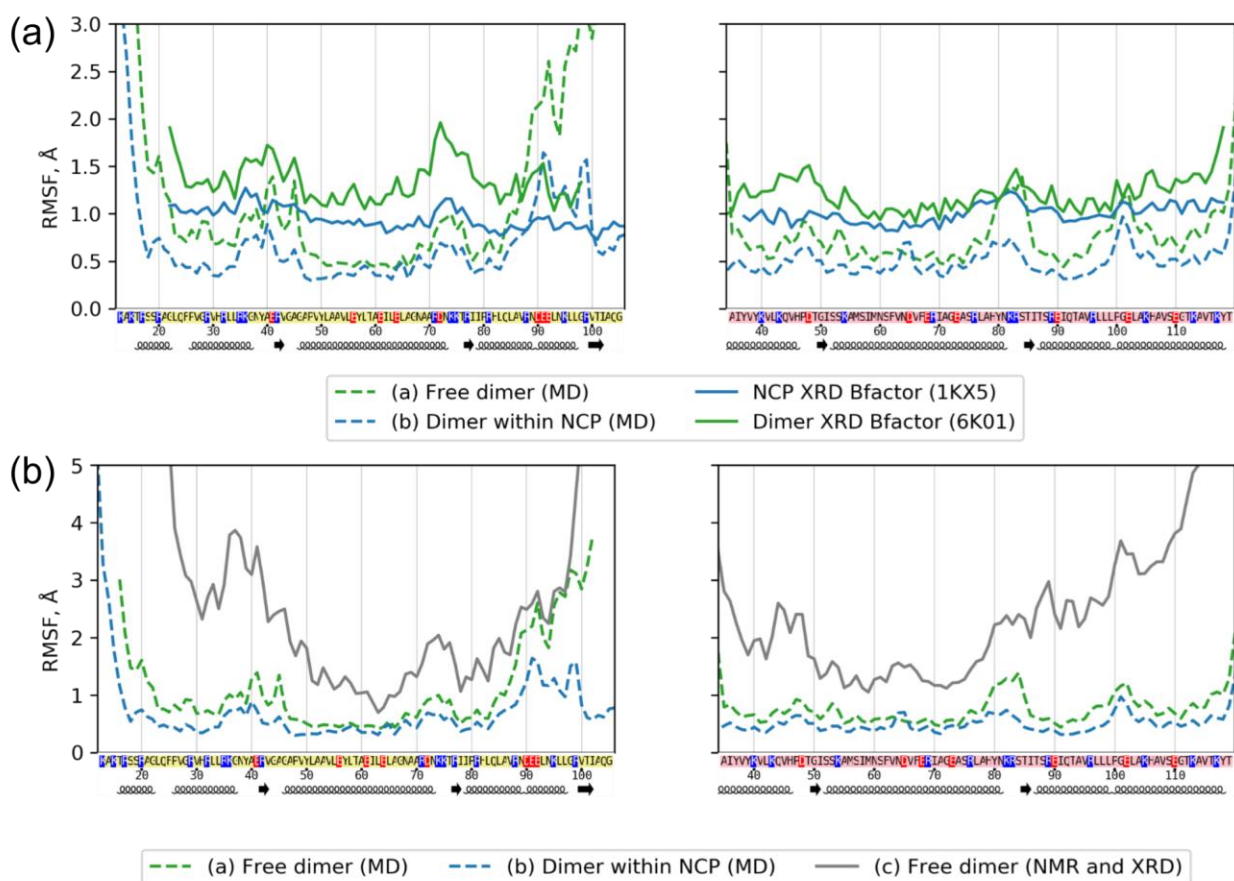 (a)
3.0
2.5
2.0
1.5
1.0
0.5
0.0
RMSF, Å
KAKTRSSRAGLQFPVGRVHRLLRKGNYAERVGAGAPVYLAAVLEYLTAEILELAGNAARDNKKTRIIPRHLQLAVRNDEELNKLLGRVTIAQG
20 30 40 50 60 70 80 90 100
AIYVYKVLKQVHPDTGISSKAMSIMNSFVNDVFERIAGEASRLAHYNKRSTITSREIQTAVRLLLPGELAKHAVSEGTKAVTKYT
40 50 60 70 80 90 100 110
(a) Free dimer (MD)
(b) Dimer within NCP (MD)
NCP XRD Bfactor (1KX5)
Dimer XRD Bfactor (6K01)
(b)
5
4
3
2
1
0
RMSF, Å
KAKTRSSRAGLQFPVGRVHRLLRKGNYAERVGAGAPVYLAAVLEYLTAEILELAGNAARDNKKTRIIPRHLQLAVRNDEELNKLLGRVTIAQG
20 30 40 50 60 70 80 90 100
AIYVYKVLKQVHPDTGISSKAMSIMNSFVNDVFERIAGEASRLAHYNKRSTITSREIQTAVRLLLPGELAKHAVSEGTKAVTKYT
40 50 60 70 80 90 100 110
(a) Free dimer (MD)
(b) Dimer within NCP (MD)
(c) Free dimer (NMR and XRD)